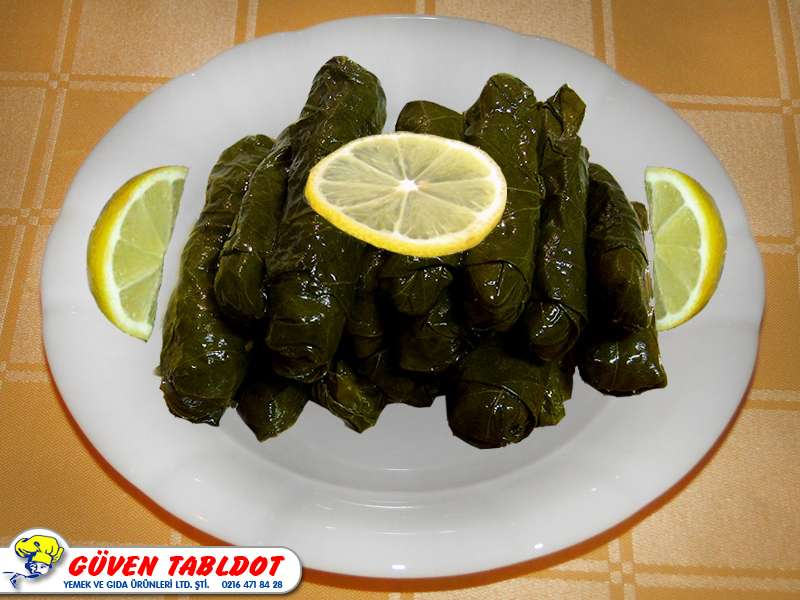 GÜVEN TABLDOT
YEMEK VE GIDA ÜRÜNLERİ LTD. ŞTİ. 0216 471 84 28